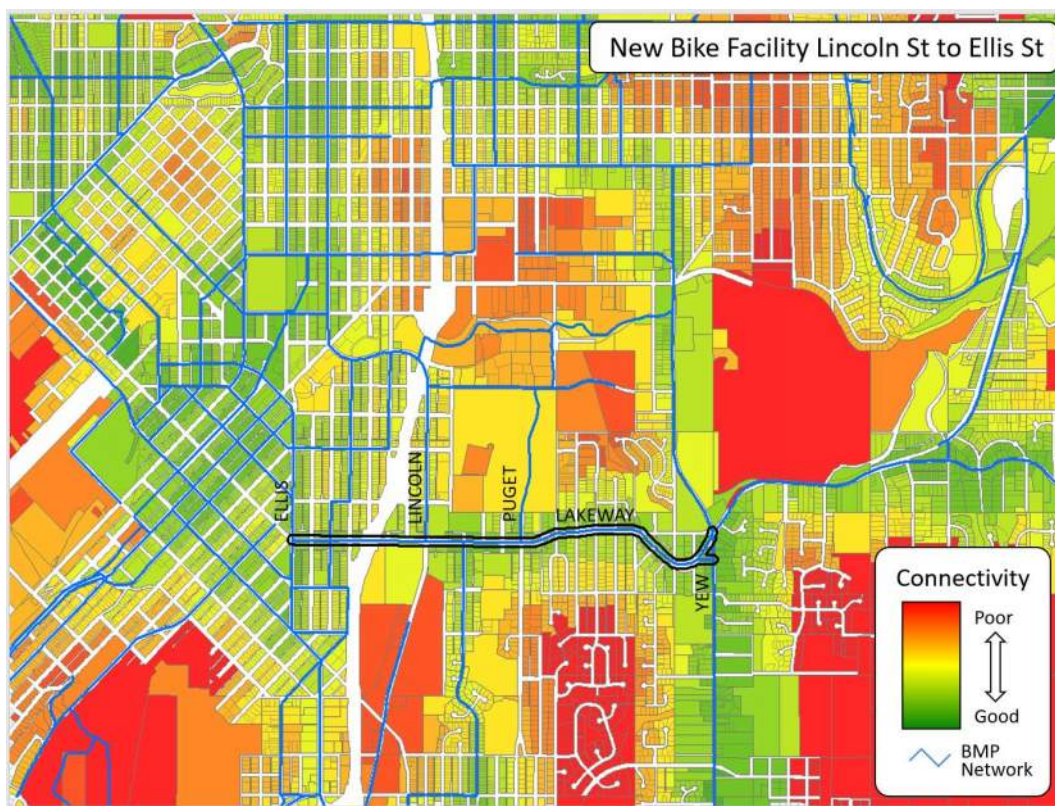 New Bike Facility Lincoln St to Ellis St
ELLIS
LINCOLN
PUGET
LAKEWAY
YEW
Connectivity
Poor
Good
BMP
Network